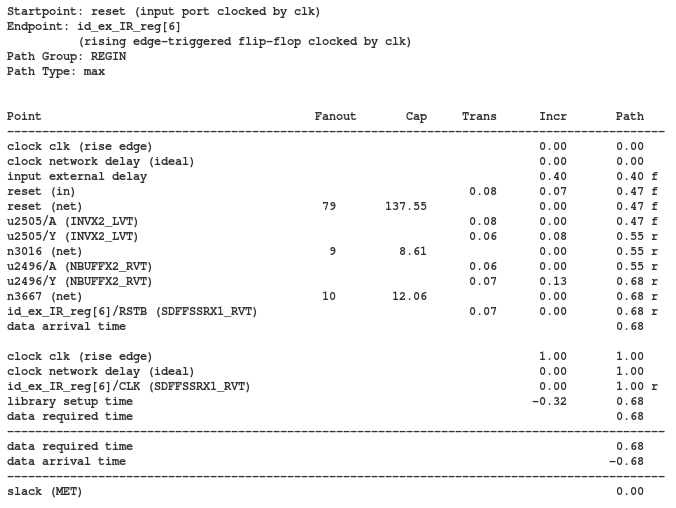 Startpoint: reset (input port clocked by clk)
Endpoint: id_ex_IR_reg[6]
(rising edge-triggered flip-flop clocked by clk)
Path Group: REGIN
Path Type: max
Point Fanout Cap Trans Incr Path
clock clk (rise edge) 0.00 0.00
clock network delay (ideal) 0.00 0.00
input external delay 0.40 0.40 f
reset (in) 0.08 0.07 0.47 f
reset (net) 79 137.55 0.00 0.47 f
u2505/A (INVX2_LVT) 0.08 0.00 0.47 f
u2505/Y (INVX2_LVT) 0.06 0.08 0.55 r
n3016 (net) 9 8.61 0.00 0.55 r
u2496/A (NBUFFX2_RVT) 0.06 0.00 0.55 r
u2496/Y (NBUFFX2_RVT) 0.07 0.13 0.68 r
n3667 (net) 10 12.06 0.00 0.68 r
id_ex_IR_reg[6]/RSTB (SDFFSSRX1_RVT) 0.07 0.00 0.68 r
data arrival time 0.68
clock clk (rise edge) 1.00 1.00
clock network delay (ideal) 0.00 1.00
id_ex_IR_reg[6]/CLK (SDFFSSRX1_RVT) 0.00 1.00 r
library setup time -0.32 0.68
data required time 0.68
data required time 0.68
data arrival time -0.68
slack (MET) 0.00